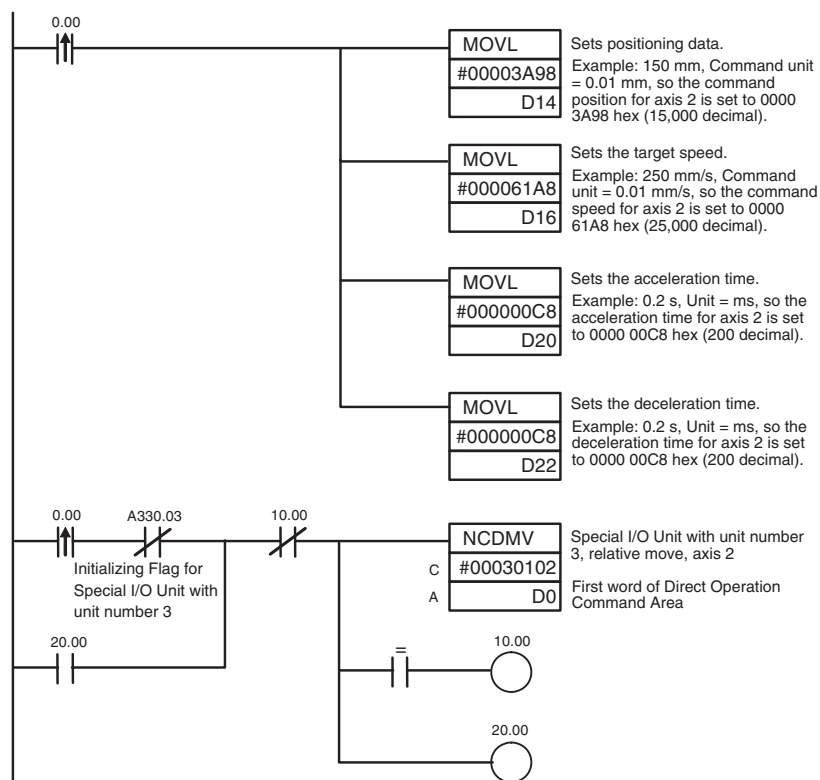 0.00
MOVL
#00003A98
D14
Sets positioning data.
Example: 150 mm, Command unit
= 0.01 mm, so the command
position for axis 2 is set to 0000
3A98 hex (15,000 decimal).
MOVL
#000061A8
D16
Sets the target speed.
Example: 250 mm/s, Command
unit = 0.01 mm/s, so the command
speed for axis 2 is set to 0000
61A8 hex (25,000 decimal).
MOVL
#000000C8
D20
Sets the acceleration time.
Example: 0.2 s, Unit = ms, so the
acceleration time for axis 2 is set
to 0000 00C8 hex (200 decimal).
MOVL
#000000C8
D22
Sets the deceleration time.
Example: 0.2 s, Unit = ms, so the
deceleration time for axis 2 is set
to 0000 00C8 hex (200 decimal).
0.00
A330.03
10.00
Initializing Flag for
Special I/O Unit with
unit number 3
NCDMV
C #00030102
A D0
Special I/O Unit with unit number
3, relative move, axis 2
First word of Direct Operation
Command Area
20.00
=
10.00
20.00